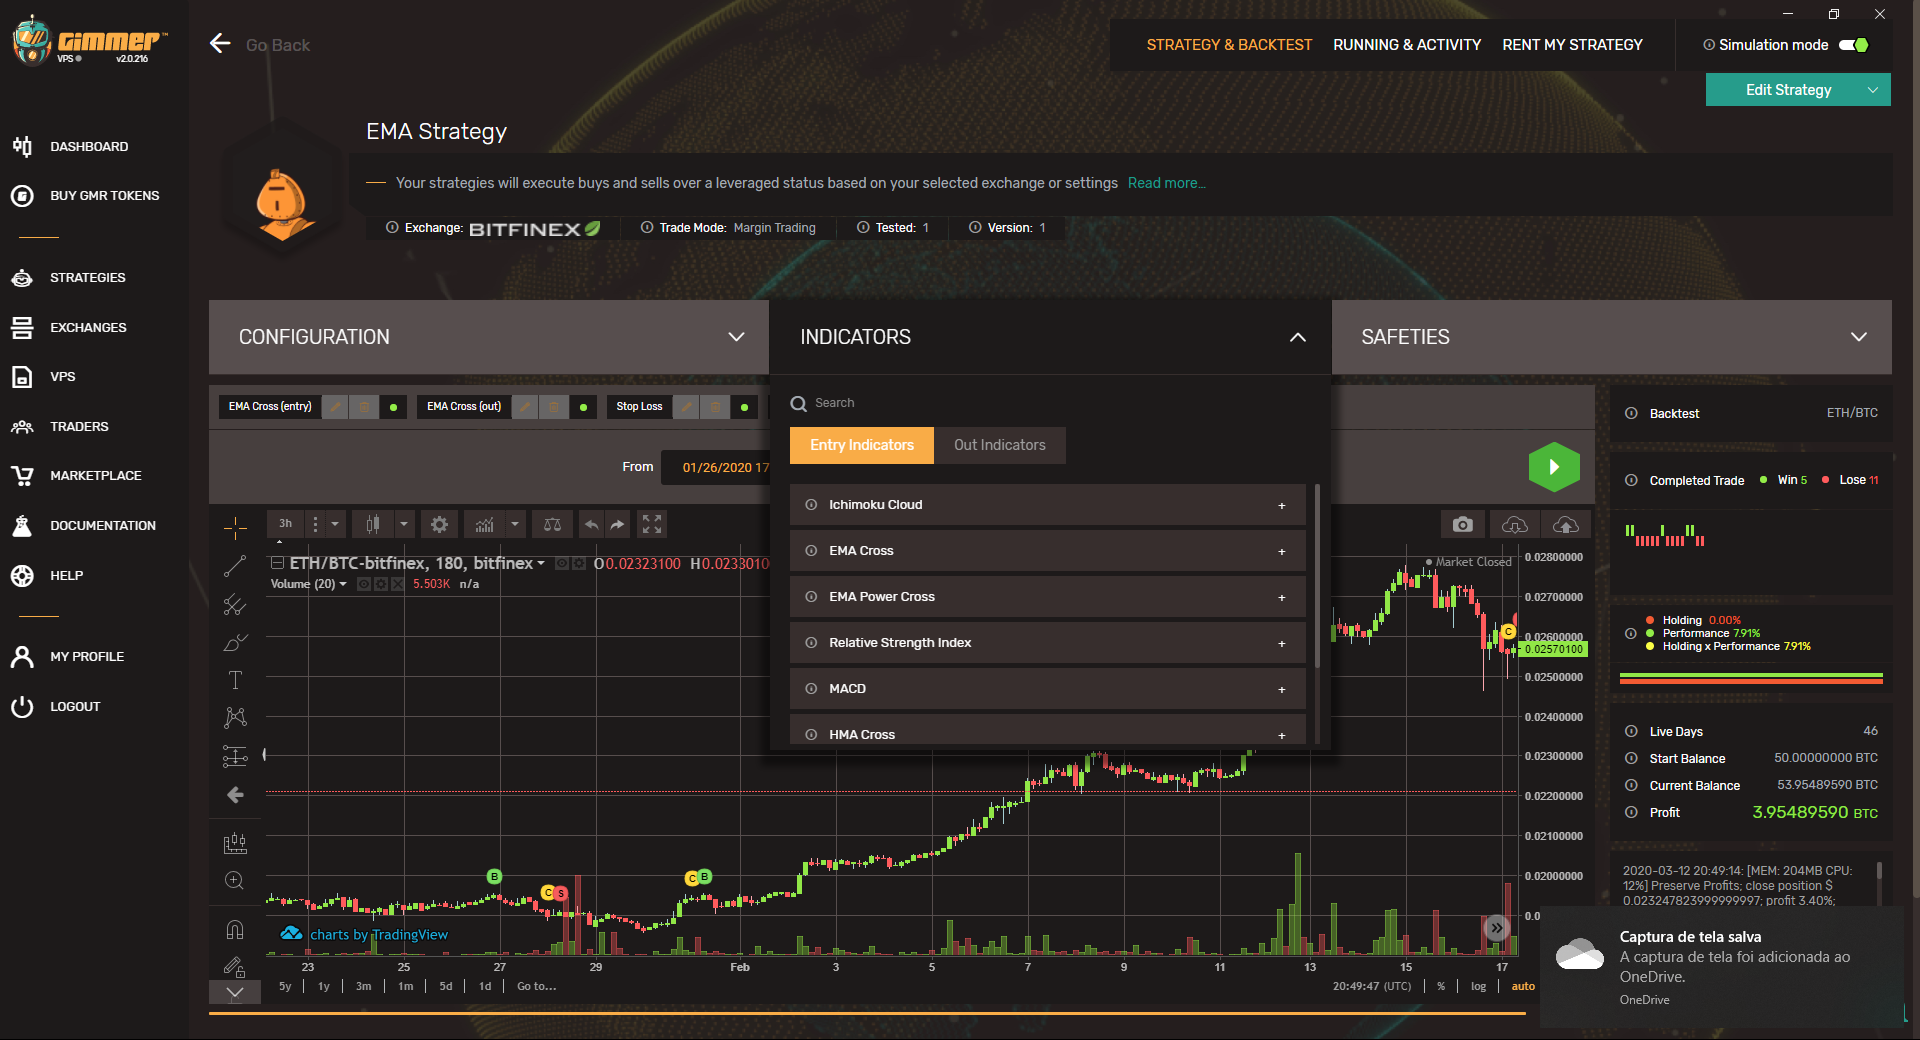 GIMMER™
VPS v2.0.216
Go Back
STRATEGY & BACKTEST
RUNNING & ACTIVITY
RENT MY STRATEGY
Simulation mode
Edit Strategy
DASHBOARD
BUY GMR TOKENS
STRATEGIES
EXCHANGES
VPS
TRADERS
MARKETPLACE
DOCUMENTATION
HELP
MY PROFILE
LOGOUT
EMA Strategy
Your strategies will execute buys and sells over a leveraged status based on your selected exchange or settings Read more...
Exchange: BITFINEX
Trade Mode: Margin Trading
Tested: 1
Version: 1
CONFIGURATION
INDICATORS
SAFETIES
EMA Cross (entry)
EMA Cross (out)
Stop Loss
From 01/26/2020 17
Search
Entry Indicators
Out Indicators
Ichimoku Cloud +
EMA Cross +
EMA Power Cross +
Relative Strength Index +
MACD +
HMA Cross +
3h
ETH/BTC-bitfinex, 180, bitfinex O0.02323100 H0.0233010
Volume (20) 5.503K n/a
Market Closed
0.02800000
0.02700000
0.02600000
0.02570100
0.02500000
0.02400000
0.02300000
0.02200000
0.02100000
0.02000000
0.0
B
C S
C B
C
charts by TradingView
23 25 27 29 Feb 3 5 7 9 11 13 15 17
5y 1y 3m 1m 5d 1d Go to...
20:49:47 (UTC) % log auto
Backtest ETH/BTC
Completed Trade Win 5 Lose 11
Holding 0.00%
Performance 7.91%
Holding x Performance 7.91%
Live Days 46
Start Balance 50.00000000 BTC
Current Balance 53.95489590 BTC
Profit 3.95489590 BTC
2020-03-12 20:49:14: [MEM: 204MB CPU:
12%] Preserve Profits; close position $
0.023247823999999997; profit 3.40%;
Captura de tela salva
A captura de tela foi adicionada ao
OneDrive.
OneDrive